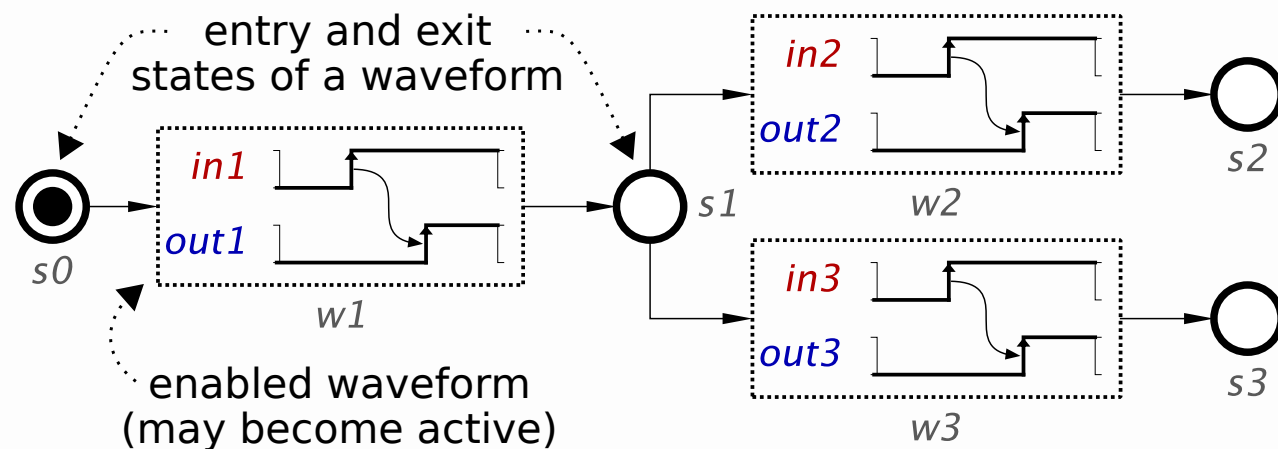 entry and exit
states of a waveform
s0
in1
out1
w1
enabled waveform
(may become active)
s1
in2
out2
w2
s2
in3
out3
w3
s3